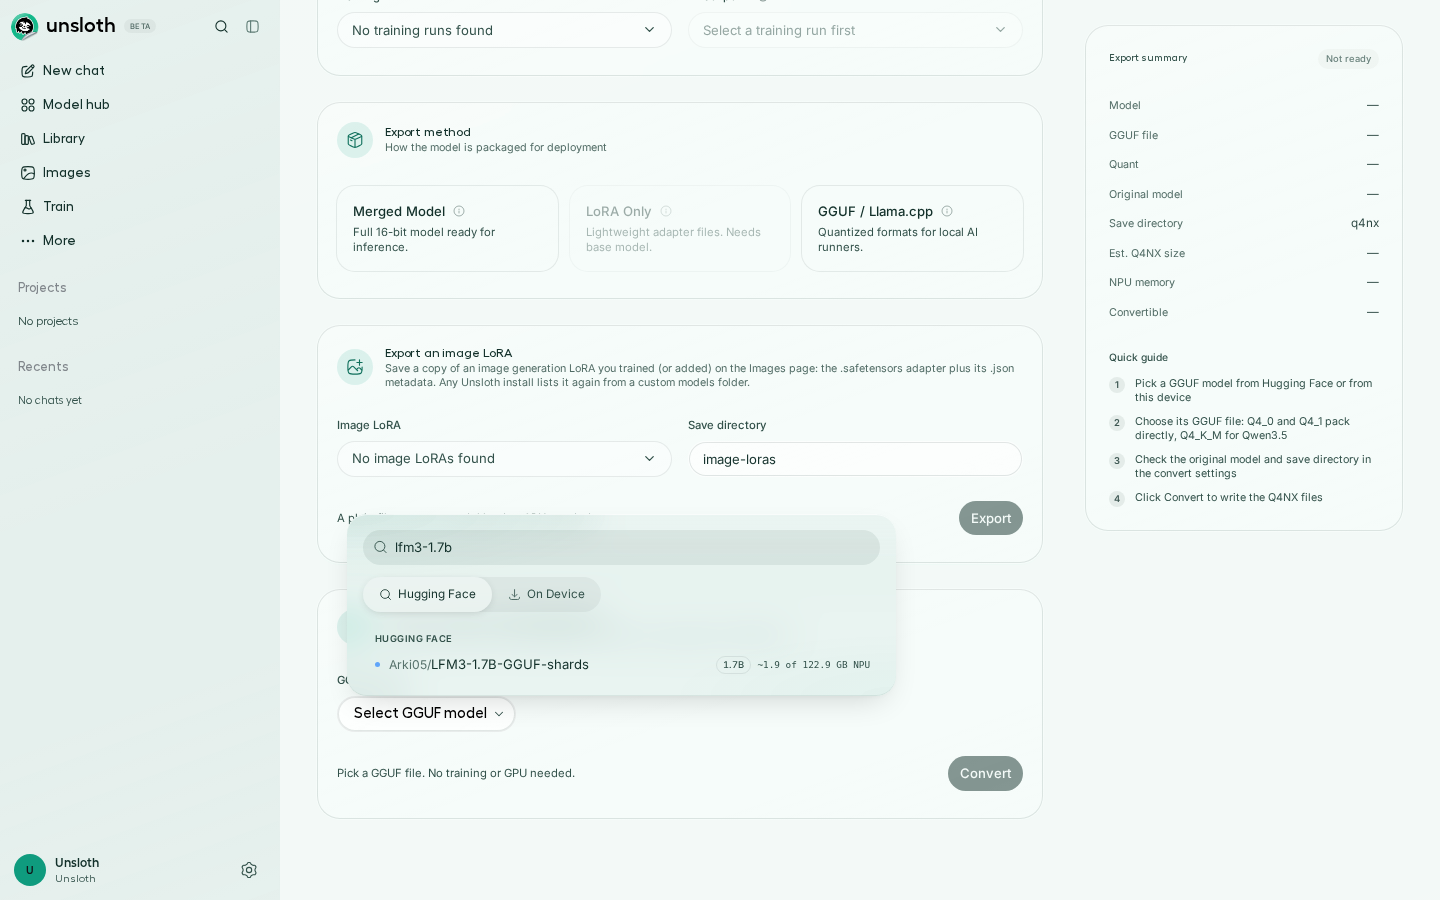 unsloth
BETA
New chat
Model hub
Library
Images
Train
More
Projects
No projects
Recents
No chats yet
Unsloth
Unsloth
U
No training runs found
Select a training run first
Export method
How the model is packaged for deployment
Merged Model
Full 16-bit model ready for
inference.
LoRA Only
Lightweight adapter files. Needs
base model.
GGUF / Llama.cpp
Quantized formats for local AI
runners.
Export an image LoRA
Save a copy of an image generation LoRA you trained (or added) on the Images page: the .safetensors adapter plus its .json
metadata. Any Unsloth install lists it again from a custom models folder.
Image LoRA
Save directory
No image LoRAs found
image-loras
Export
lfm3-1.7b
Hugging Face
On Device
HUGGING FACE
Arki05/LFM3-1.7B-GGUF-shards
1.7B
~1.9 of 122.9 GB NPU
Select GGUF model
Pick a GGUF file. No training or GPU needed.
Convert
Export summary
Not ready
Model —
GGUF file —
Quant —
Original model —
Save directory q4nx
Est. Q4NX size —
NPU memory —
Convertible —
Quick guide
1 Pick a GGUF model from Hugging Face or from
this device
2 Choose its GGUF file: Q4_0 and Q4_1 pack
directly, Q4_K_M for Qwen3.5
3 Check the original model and save directory in
the convert settings
4 Click Convert to write the Q4NX files